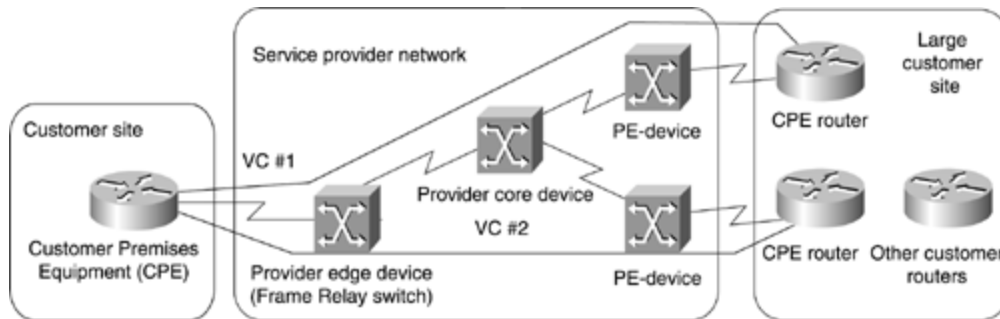 Customer site
Customer Premises
Equipment (CPE)
Service provider network
VC #1
Provider edge device
(Frame Relay switch)
Provider core device
VC #2
PE-device
PE-device
Large
customer
site
CPE router
CPE router
Other customer
routers